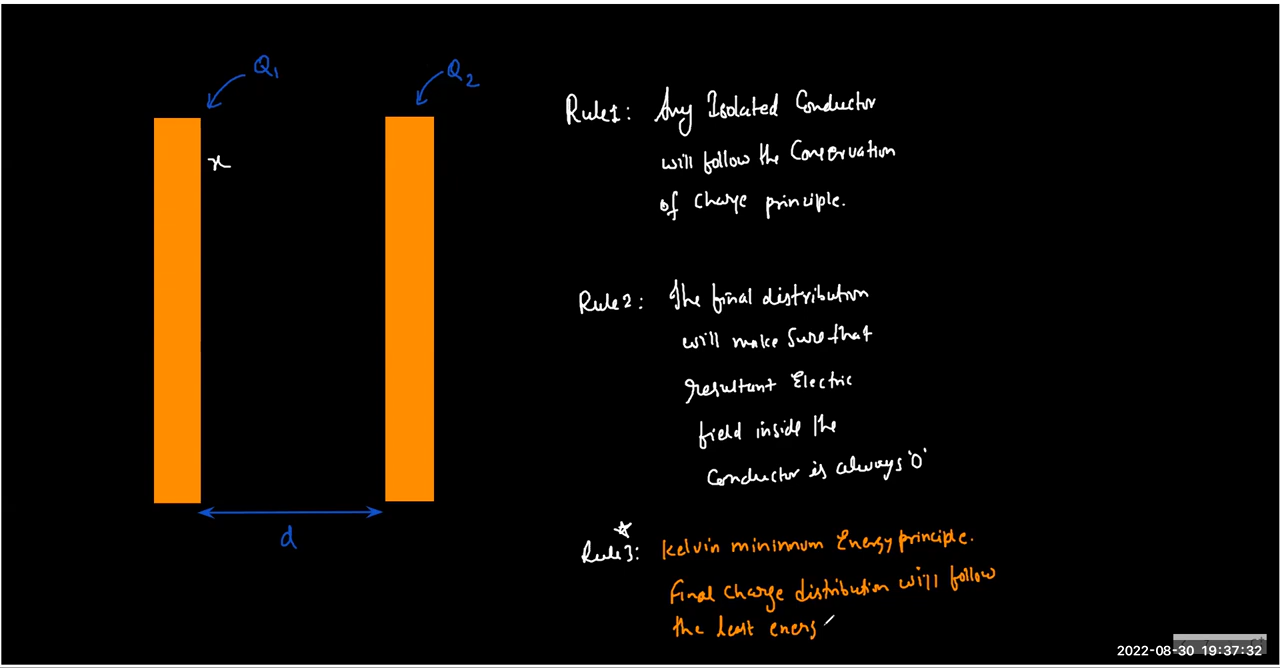 Q1
Q2
x
d
Rule1: Any Isolated Conductor
will follow the Conservation
of Charge principle.
Rule2: The final distribution
will make Sure that
resultant Electric
field inside the
Conductor is always '0'
Rule3: Kelvin minimum Energy principle.
Final Charge distribution will follow
the least energ
2022-08-30 19:37:32